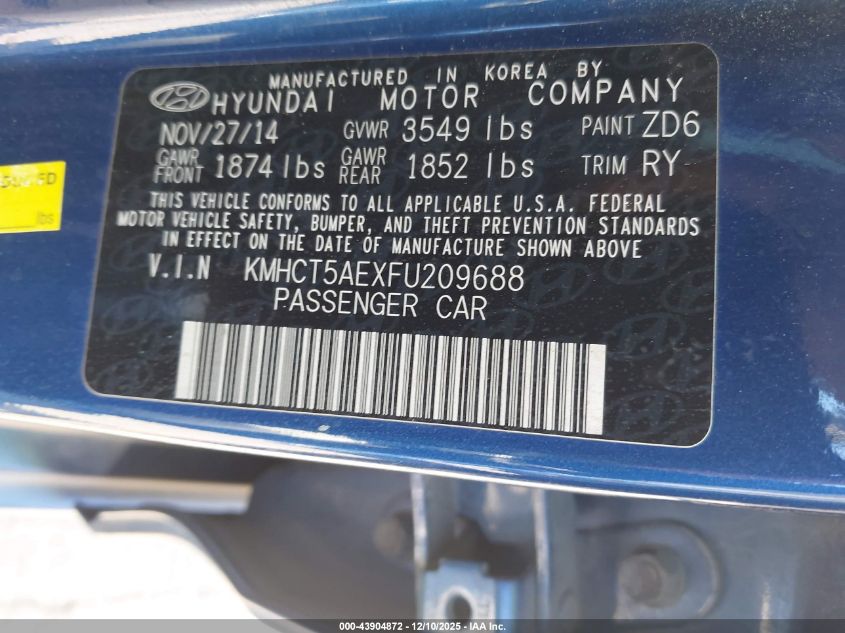 MANUFACTURED IN KOREA BY
HYUNDAI MOTOR COMPANY
NOV/27/14 GVWR 3549 lbs PAINT ZD6
GAWR FRONT 1874 lbs GAWR REAR 1852 lbs TRIM RY
THIS VEHICLE CONFORMS TO ALL APPLICABLE U.S.A. FEDERAL
MOTOR VEHICLE SAFETY, BUMPER, AND THEFT PREVENTION STANDARDS
IN EFFECT ON THE DATE OF MANUFACTURE SHOWN ABOVE
V.I.N KMHCT5AEXFU209688
PASSENGER CAR
lbs
000-43904872 - 12/10/2025 - IAA Inc.